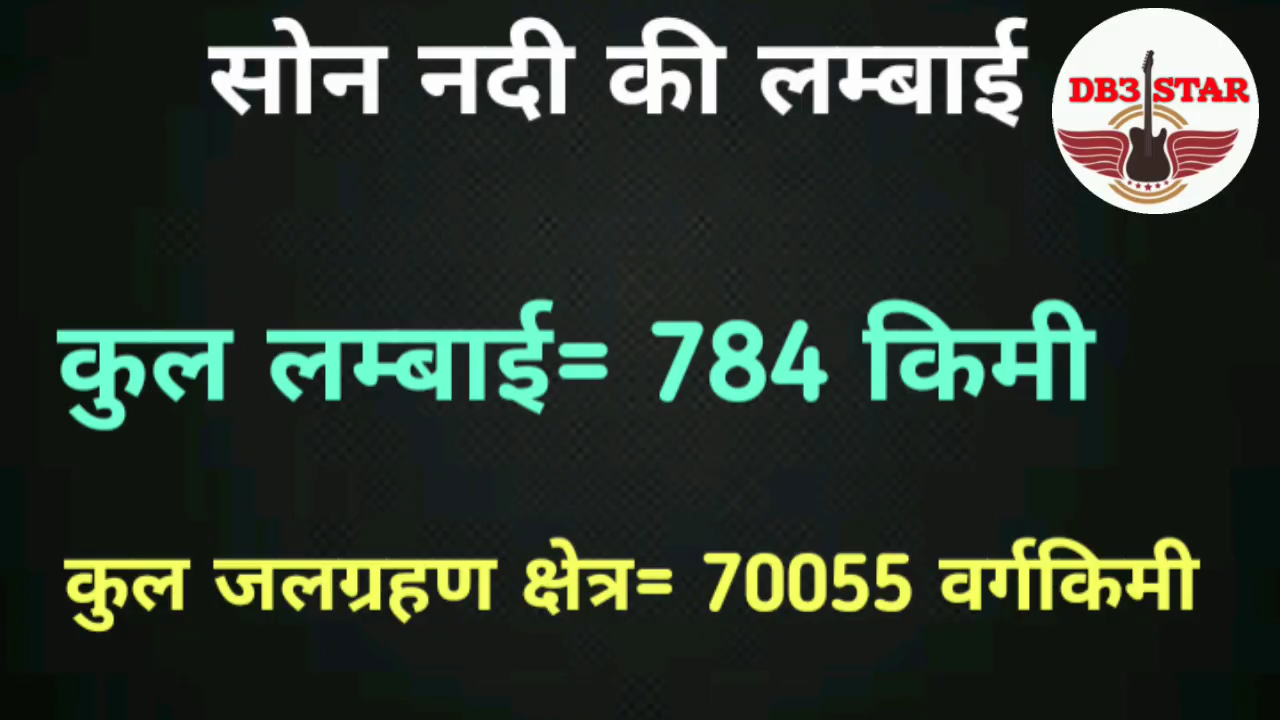 सोन नदी की लम्बाई
DB3 STAR
कुल लम्बाई= 784 किमी
कुल जलग्रहण क्षेत्र= 70055 वर्गकिमी